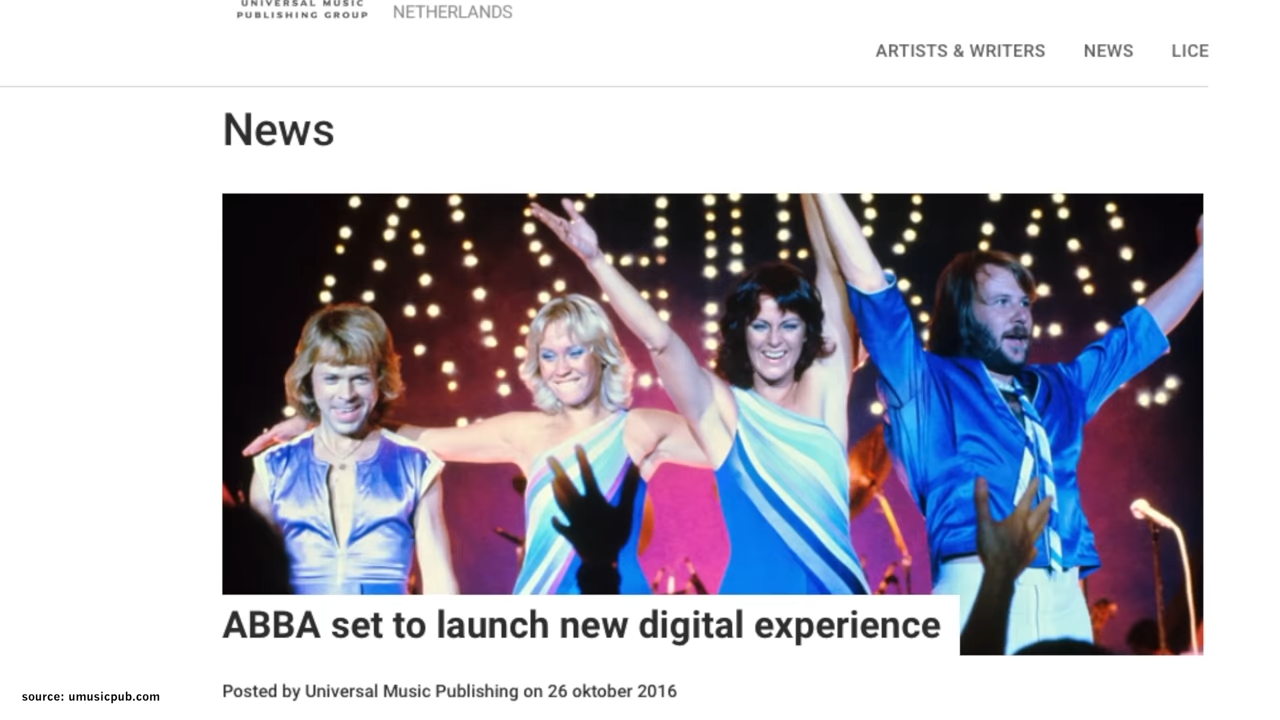 UNIVERSAL MUSIC
PUBLISHING GROUP
NETHERLANDS
ARTISTS & WRITERS NEWS LICE
News
ABBA set to launch new digital experience
Posted by Universal Music Publishing on 26 oktober 2016
source: umusicpub.com